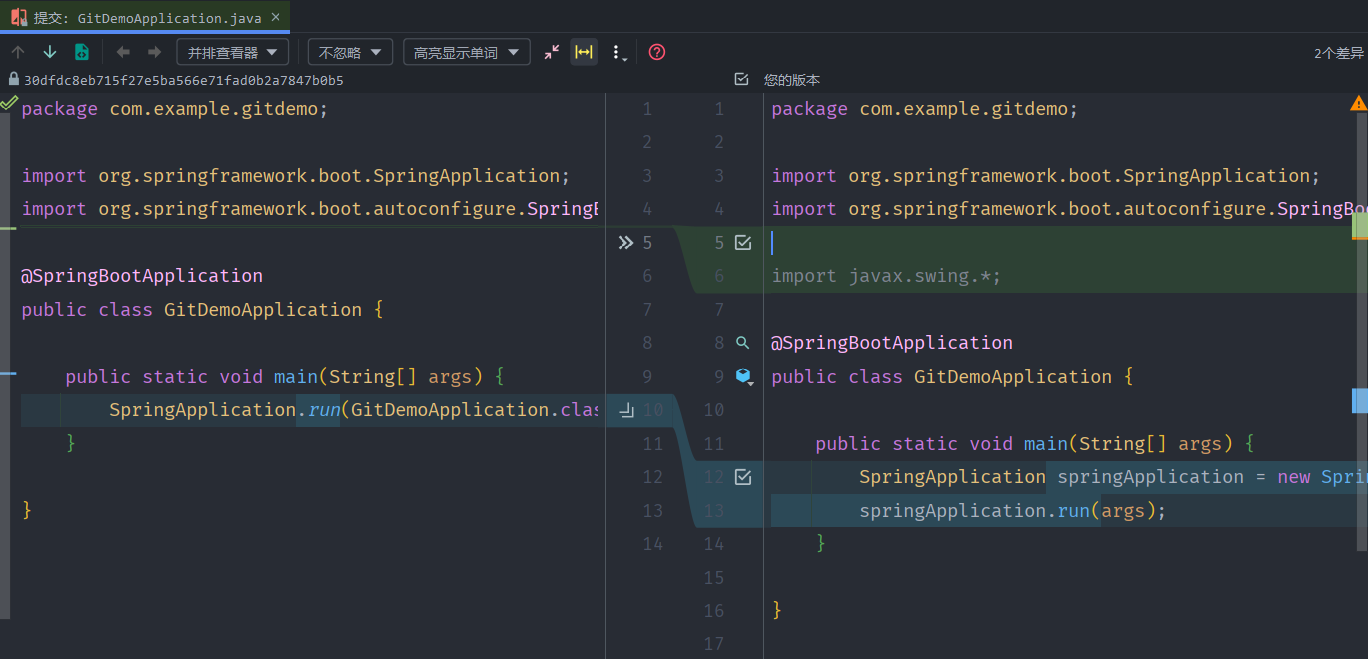 提交: GitDemoApplication.java ×
并排查看器 不忽略 高亮显示单词 2个差异
30dfdc8eb715f27e5ba566e71fad0b2a7847b0b5
您的版本
package com.example.gitdemo;
import org.springframework.boot.SpringApplication;
import org.springframework.boot.autoconfigure.SpringB
@SpringBootApplication
public class GitDemoApplication {
public static void main(String[] args) {
SpringApplication.run(GitDemoApplication.clas
}
}
1 1
2 2
3 3
4 4
5 5
6 6
7 7
8 8
9 9
10 10
11 11
12 12
13 13
14 14
15
16
17
package com.example.gitdemo;
import org.springframework.boot.SpringApplication;
import org.springframework.boot.autoconfigure.SpringBoo
import javax.swing.*;
@SpringBootApplication
public class GitDemoApplication {
public static void main(String[] args) {
SpringApplication springApplication = new Sprin
springApplication.run(args);
}
}